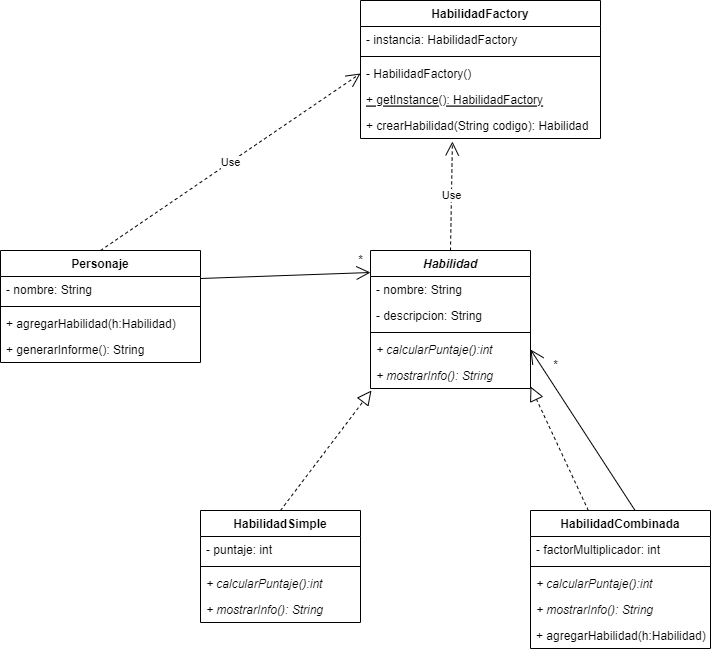 HabilidadFactory
- instancia: HabilidadFactory
- HabilidadFactory()
+ getInstance(): HabilidadFactory
+ crearHabilidad(String codigo): Habilidad
Use
Use
Personaje
- nombre: String
+ agregarHabilidad(h:Habilidad)
+ generarInforme(): String
*
Habilidad
- nombre: String
- descripcion: String
+ calcularPuntaje():int
+ mostrarInfo(): String
*
HabilidadSimple
- puntaje: int
+ calcularPuntaje():int
+ mostrarInfo(): String
HabilidadCombinada
- factorMultiplicador: int
+ calcularPuntaje():int
+ mostrarInfo(): String
+ agregarHabilidad(h:Habilidad)